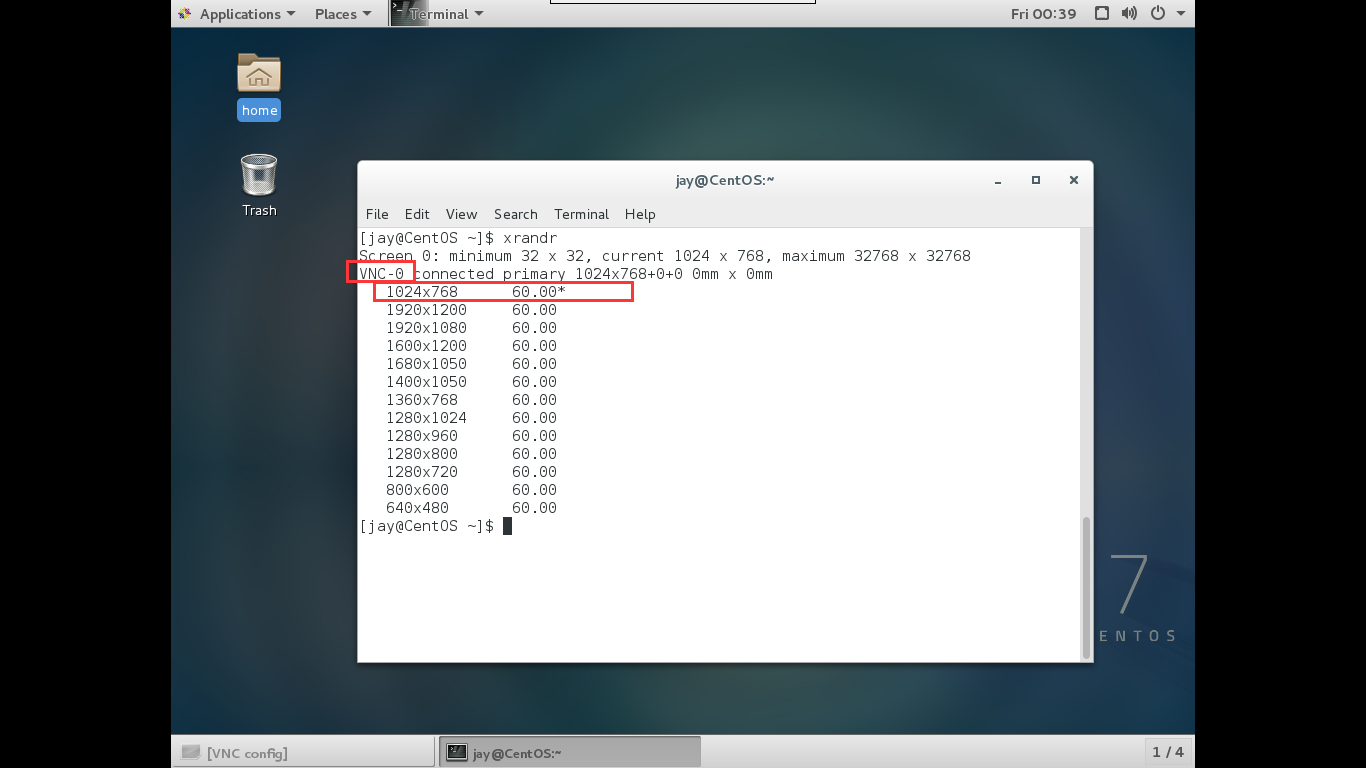 Applications Places Terminal Fri 00:39
home
Trash
jay@CentOS:~
File Edit View Search Terminal Help
[jay@CentOS ~]$ xrandr
Screen 0: minimum 32 x 32, current 1024 x 768, maximum 32768 x 32768
VNC-0 connected primary 1024x768+0+0 0mm x 0mm
1024x768 60.00*
1920x1200 60.00
1920x1080 60.00
1600x1200 60.00
1680x1050 60.00
1400x1050 60.00
1360x768 60.00
1280x1024 60.00
1280x960 60.00
1280x800 60.00
1280x720 60.00
800x600 60.00
640x480 60.00
[jay@CentOS ~]$
7
ENTOS
[VNC config] jay@CentOS:~ 1 / 4